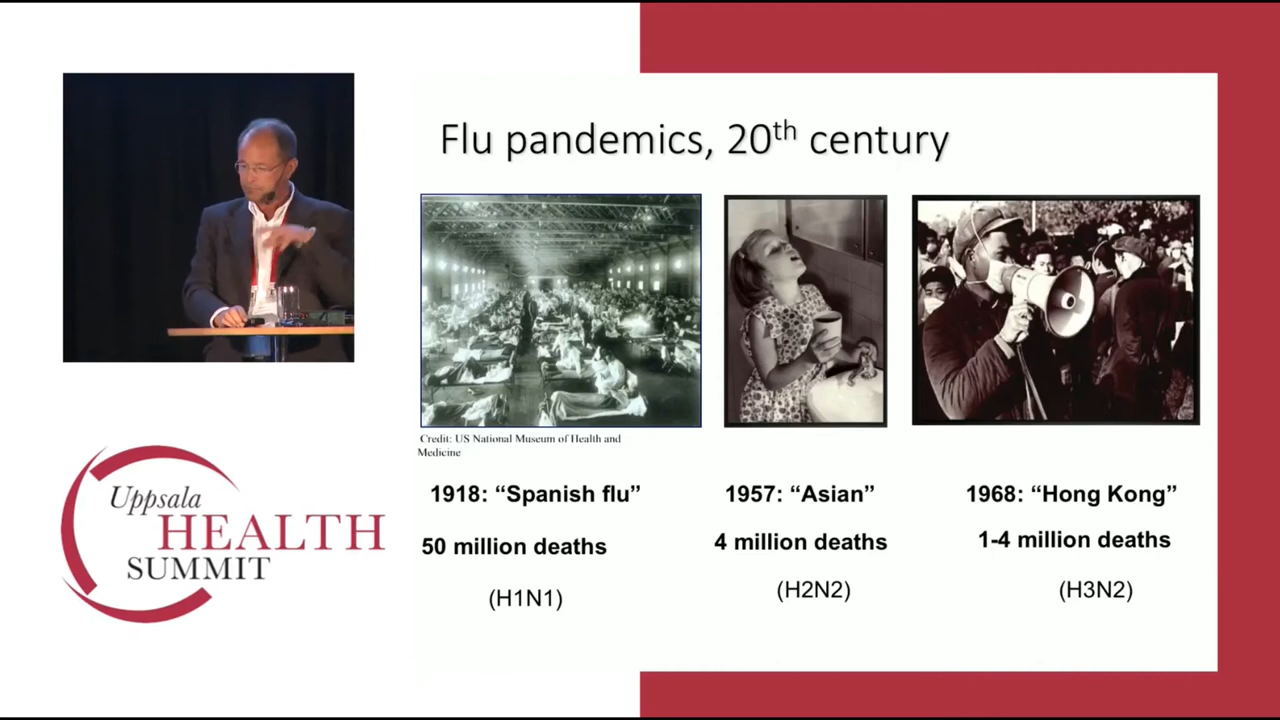 Flu pandemics, 20th century
Credit: US National Museum of Health and
Medicine
1918: “Spanish flu”
50 million deaths
(H1N1)
1957: “Asian”
4 million deaths
(H2N2)
1968: “Hong Kong”
1-4 million deaths
(H3N2)
Uppsala
HEALTH
SUMMIT